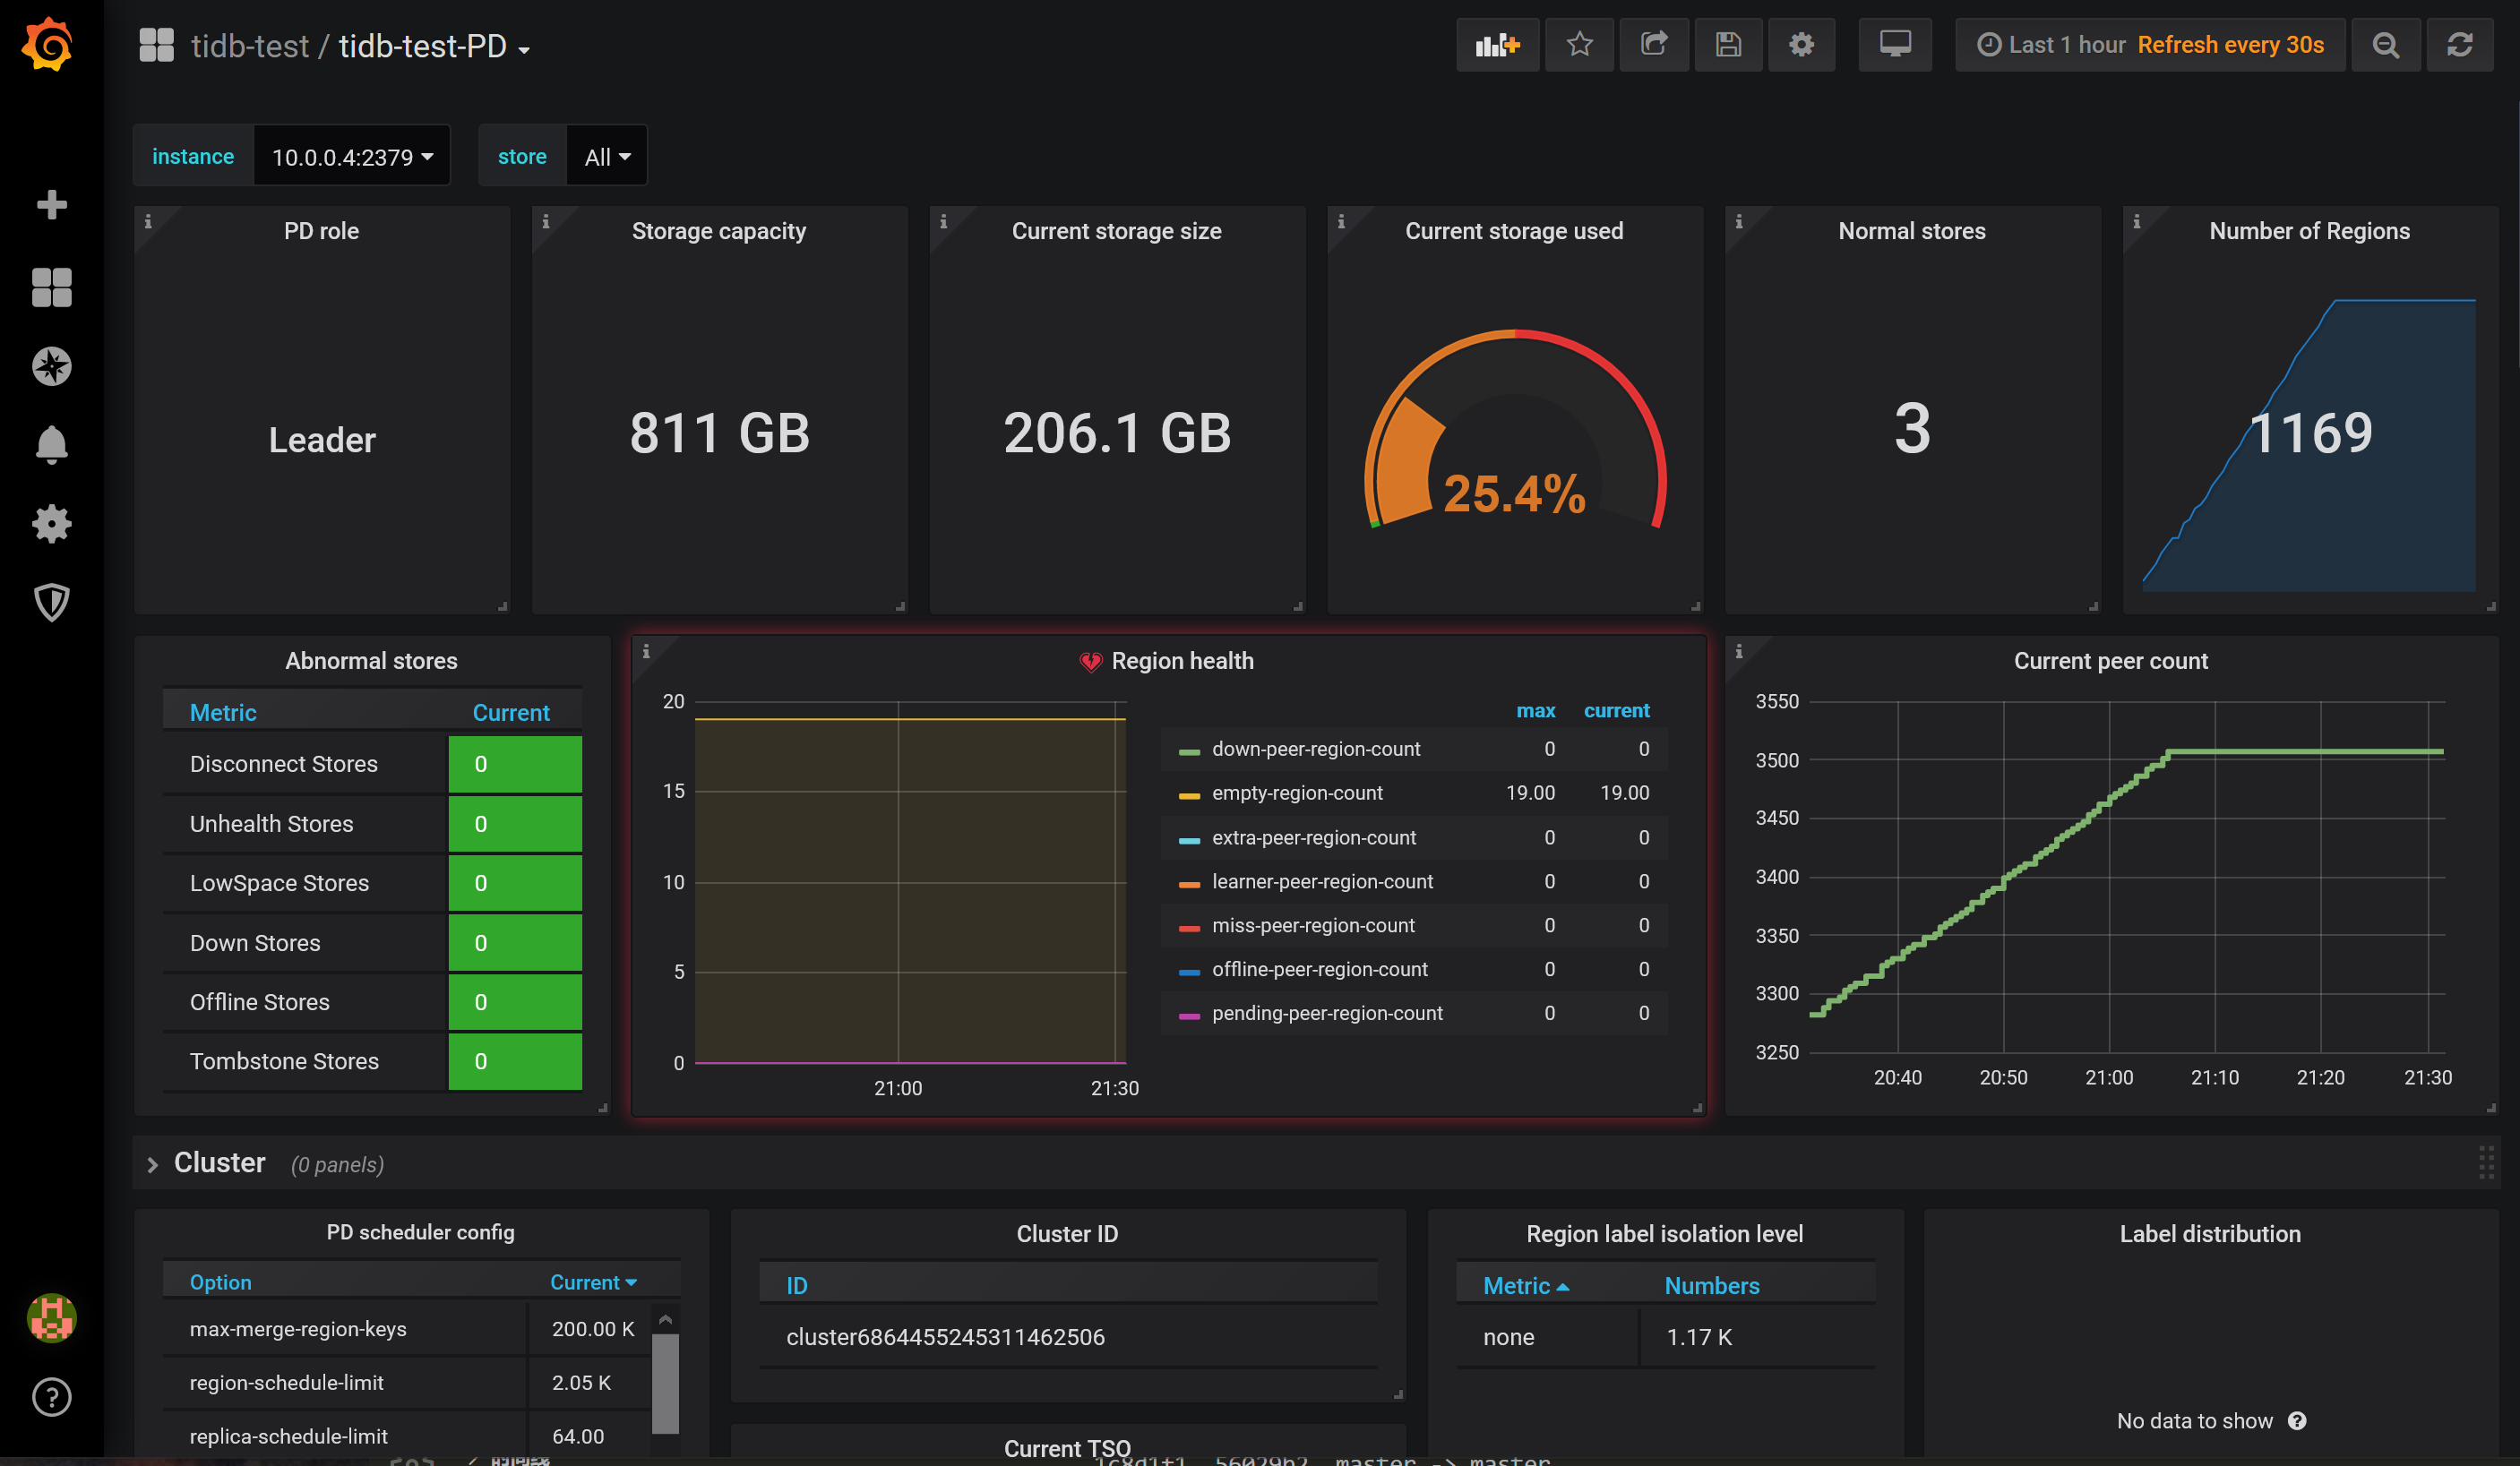 tidb-test / tidb-test-PD
Last 1 hour Refresh every 30s
instance 10.0.0.4:2379 store All
PD role
Leader
Storage capacity
811 GB
Current storage size
206.1 GB
Current storage used
25.4%
Normal stores
3
Number of Regions
1169
Abnormal stores
Metric Current
Disconnect Stores 0
Unhealth Stores 0
LowSpace Stores 0
Down Stores 0
Offline Stores 0
Tombstone Stores 0
Region health
20
15
10
5
0
21:00 21:30
max current
down-peer-region-count 0 0
empty-region-count 19.00 19.00
extra-peer-region-count 0 0
learner-peer-region-count 0 0
miss-peer-region-count 0 0
offline-peer-region-count 0 0
pending-peer-region-count 0 0
Current peer count
3550
3500
3450
3400
3350
3300
3250
20:40 20:50 21:00 21:10 21:20 21:30
Cluster (0 panels)
PD scheduler config
Option Current
max-merge-region-keys 200.00 K
region-schedule-limit 2.05 K
replica-schedule-limit 64.00
Cluster ID
ID
cluster6864455245311462506
Current TSO
Region label isolation level
Metric Numbers
none 1.17 K
Label distribution
No data to show
master -> master